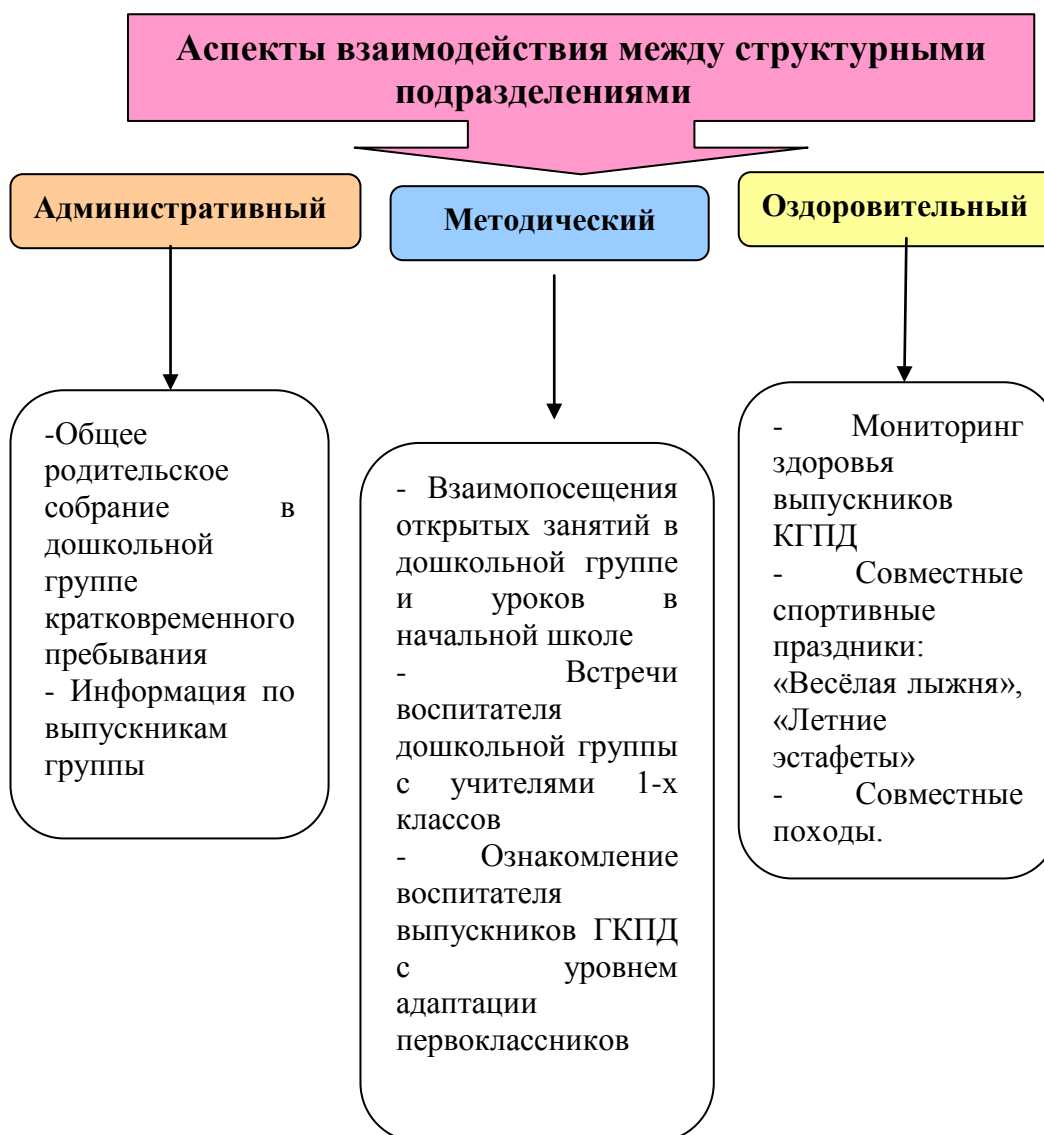 Аспекты взаимодействия между структурными
подразделениями
Административный
Методический
Оздоровительный
-Общее
родительское
собрание в
дошкольной
группе
кратковременного
пребывания
- Информация по
выпускникам
группы
- Взаимопосещения
открытых занятий в
дошкольной группе
и уроков в
начальной школе
- Встречи
воспитателя
дошкольной группы
с учителями 1-х
классов
- Ознакомление
воспитателя
выпускников ГКПД
с уровнем
адаптации
первоклассников
- Мониторинг
здоровья
выпускников
КГПД
- Совместные
спортивные
праздники:
«Весёлая лыжня»,
«Летние
эстафеты»
- Совместные
походы.